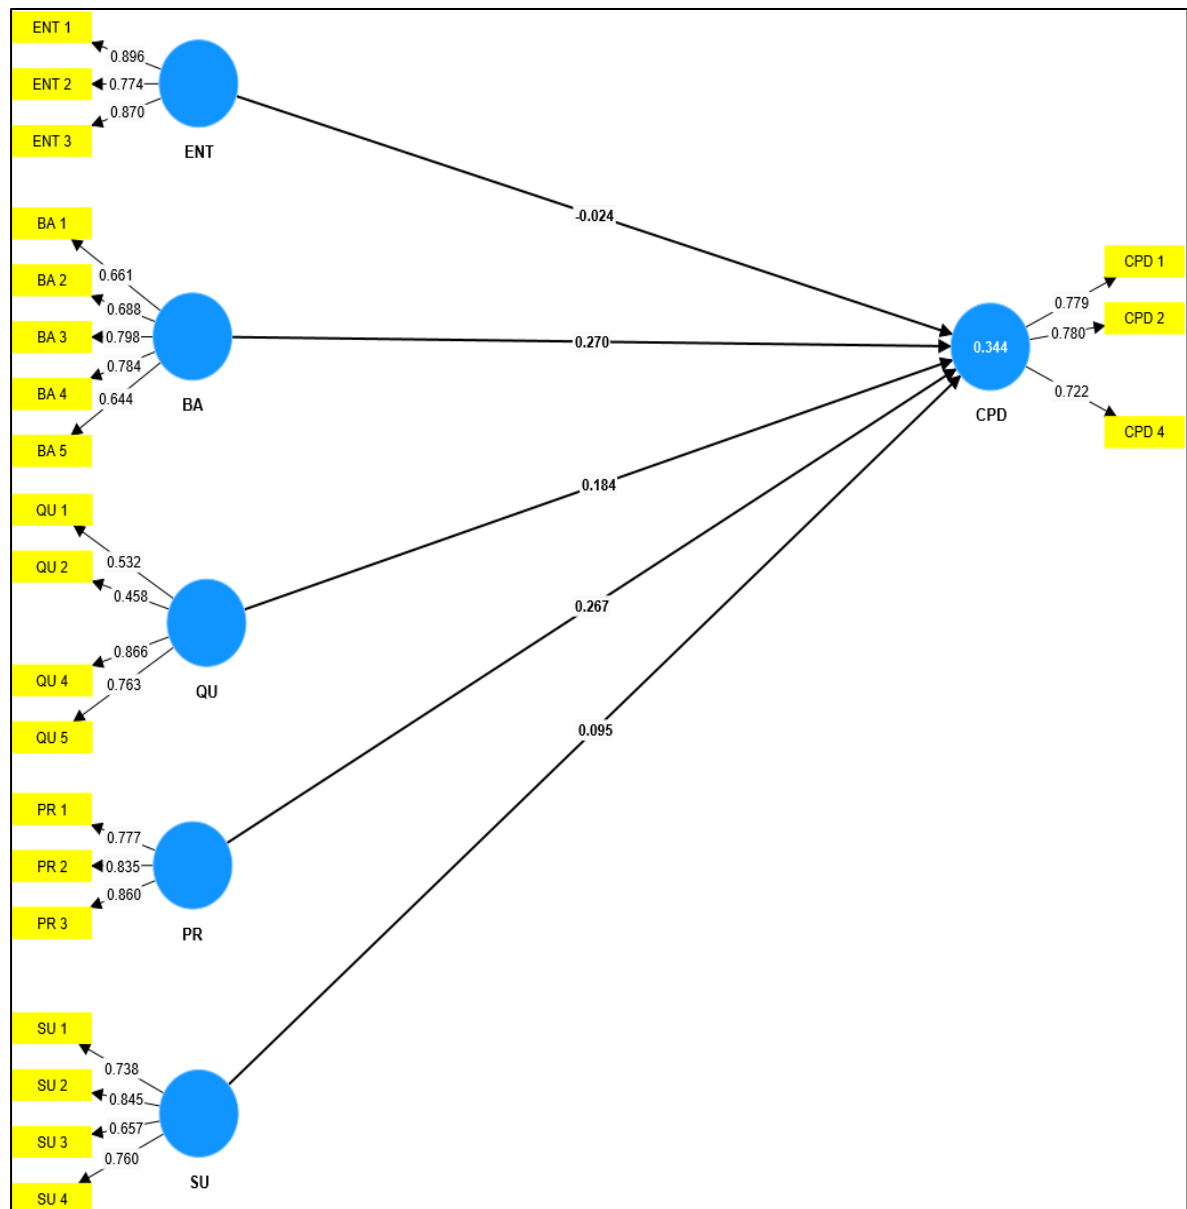 ENT 1
0.896
ENT 2
0.774
0.870
ENT 3
ENT
-0.024
BA 1
0.661
BA 2
0.688
BA 3
0.798
0.784
BA 4
0.644
BA 5
BA
0.270
CPD 1
0.779
CPD 2
0.780
0.344
0.722
CPD
CPD 4
QU 1
0.532
QU 2
0.458
0.866
QU 4
0.763
QU 5
QU
0.184
0.267
PR 1
0.777
PR 2
0.835
0.860
PR 3
PR
0.095
SU 1
0.738
SU 2
0.845
0.657
SU 3
0.760
SU 4
SU